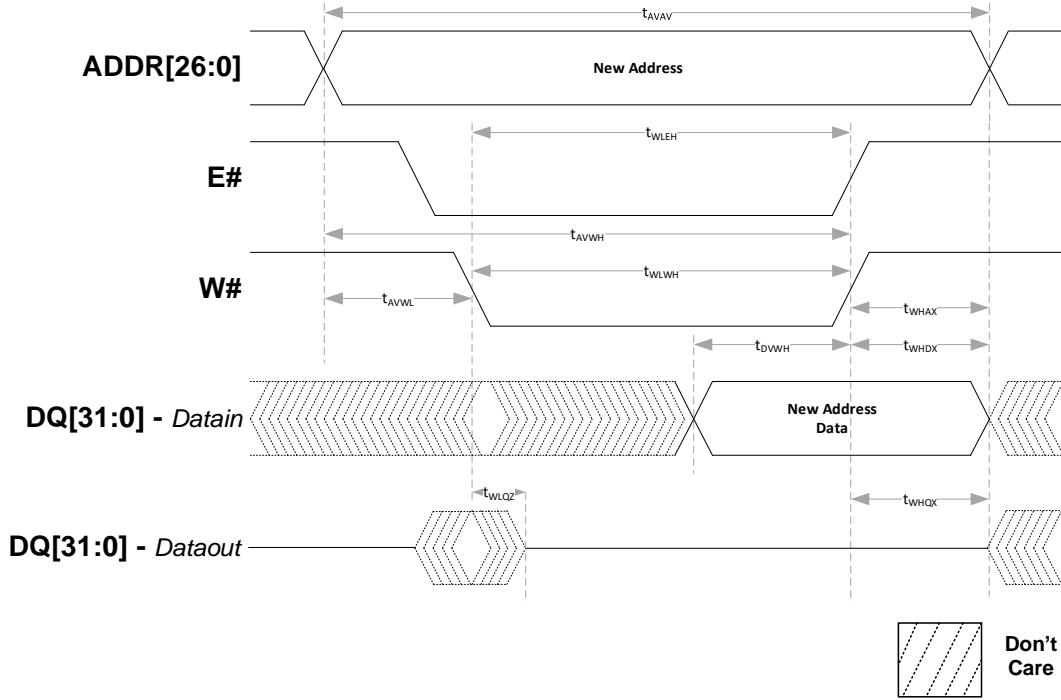 tAVAV
ADDR[26:0]
New Address
tWLEH
E#
tAVWH
W#
tWLWH
tAVWL
tWHAX
tDVWH
tWHDX
DQ[31:0] - Datain
New Address
Data
tWLQZ
tWHQX
DQ[31:0] - Dataout
Don't
Care